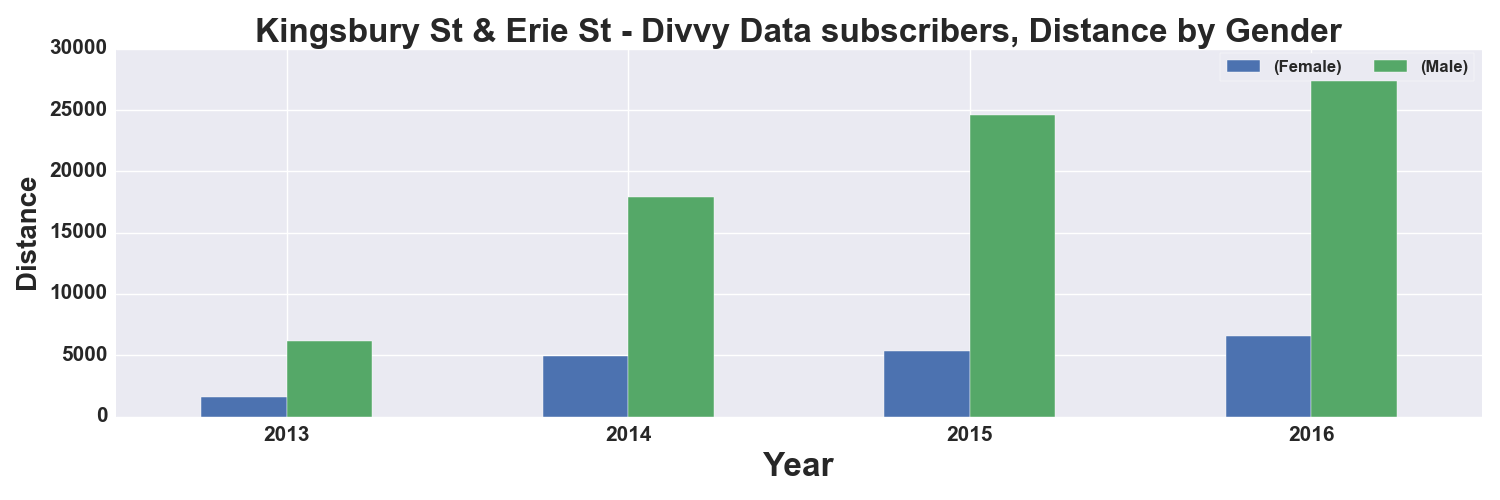 Kingsbury St & Erie St - Divvy Data subscribers, Distance by Gender
30000
25000
20000
15000
10000
5000
0
Distance
(Female) (Male)
2013 2014 2015 2016
Year